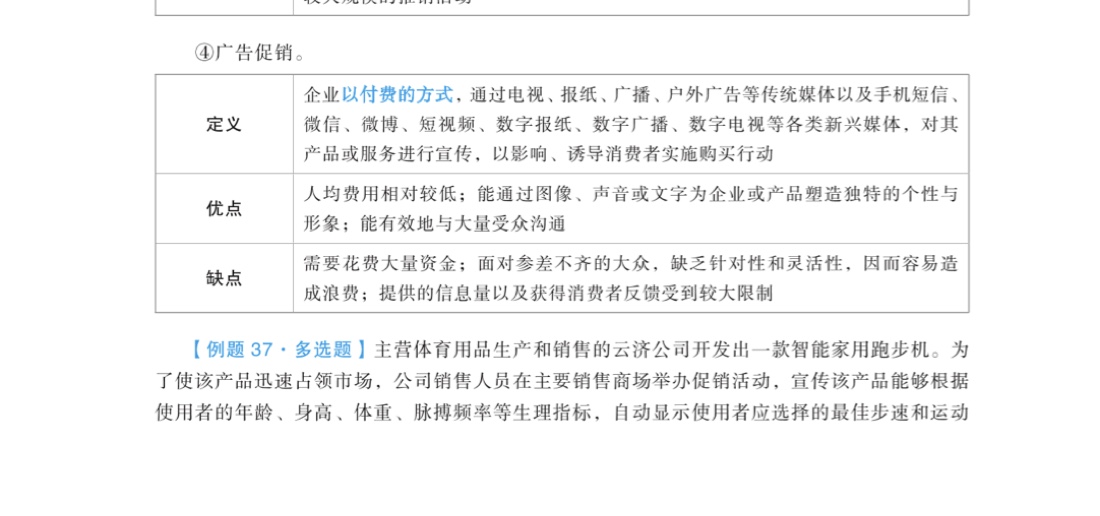 ④广告促销。
定义
企业以付费的方式，通过电视、报纸、广播、户外广告等传统媒体以及手机短信、
微信、微博、短视频、数字报纸、数字广播、数字电视等各类新兴媒体，对其
产品或服务进行宣传，以影响、诱导消费者实施购买行动
优点
人均费用相对较低；能通过图像、声音或文字为企业或产品塑造独特的个性与
形象；能有效地与大量受众沟通
缺点
需要花费大量资金；面对参差不齐的大众，缺乏针对性和灵活性，因而容易造
成浪费；提供的信息量以及获得消费者反馈受到较大限制
【例题 37·多选题】主营体育用品生产和销售的云济公司开发出一款智能家用跑步机。为
了使该产品迅速占领市场，公司销售人员在主要销售商场举办促销活动，宣传该产品能够根据
使用者的年龄、身高、体重、脉搏频率等生理指标，自动显示使用者应选择的最佳步速和运动